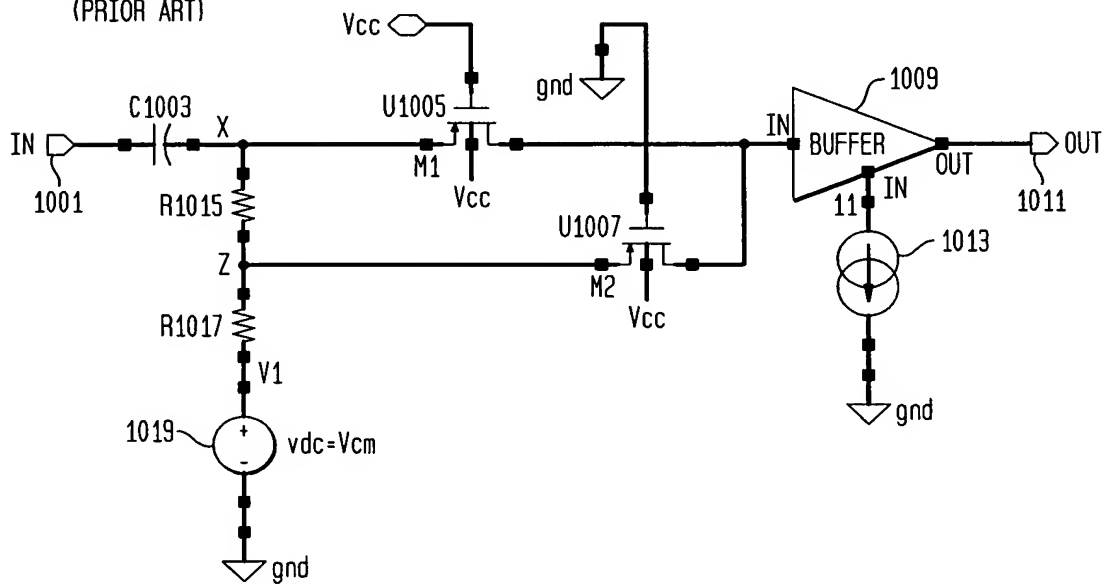 (PRIOR ART)
Vcc
gnd
1009
C1003
U1005
IN
X
IN
BUFFER
OUT
OUT
M1
Vcc
IN
1001
R1015
U1007
11
1011
1013
Z
M2
Vcc
R1017
V1
gnd
1019
+
-
vdc=Vcm
gnd